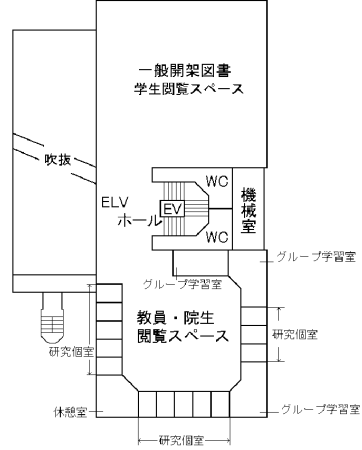 一般開架図書
学生閲覧スペース
吹抜
WC
機械室
ELV
ホール
EV
WC
グループ学習室
グループ学習室
教員・院生
閲覧スペース
研究個室
研究個室
休憩室
グループ学習室
研究個室